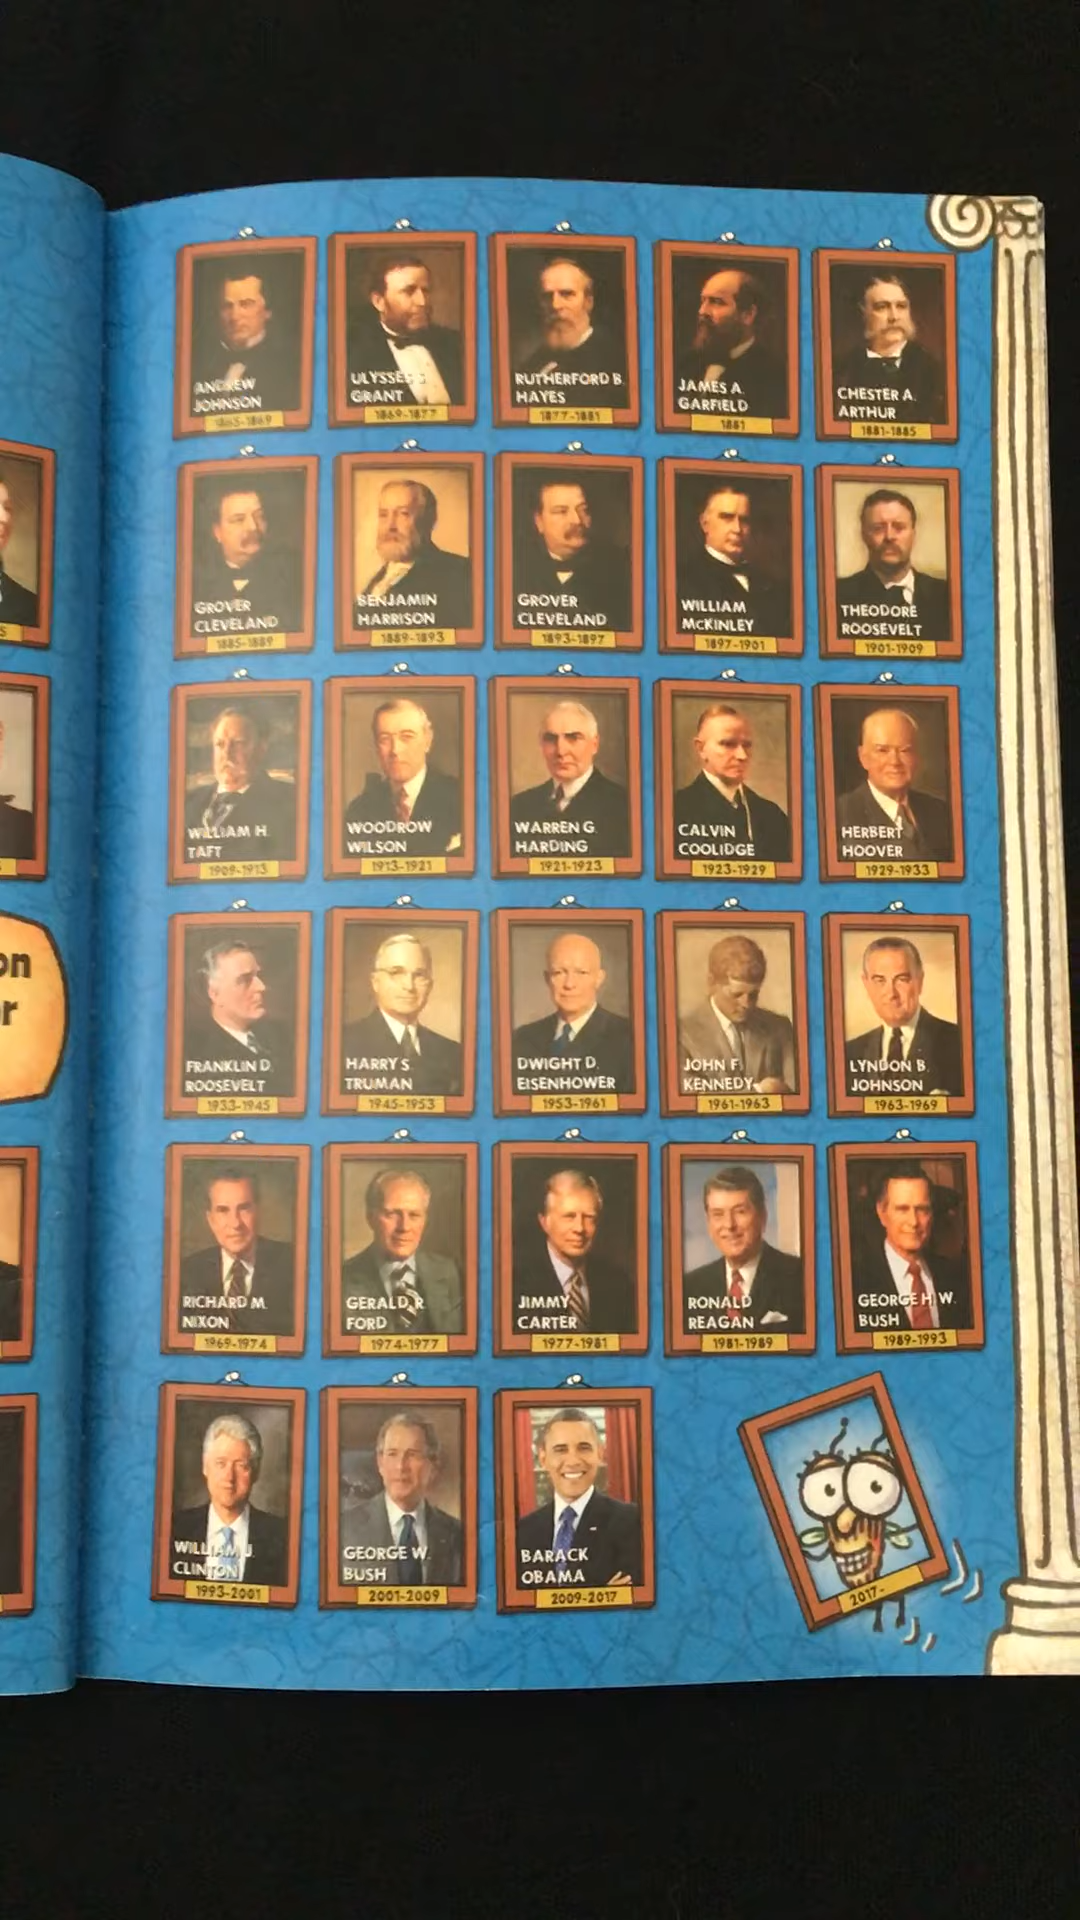 ANDREW
JOHNSON
1865-1869
ULYSSES S.
GRANT
1869-1877
RUTHERFORD B.
HAYES
1877-1881
JAMES A.
GARFIELD
1881
CHESTER A.
ARTHUR
1881-1885
GROVER
CLEVELAND
1885-1889
BENJAMIN
HARRISON
1889-1893
GROVER
CLEVELAND
1893-1897
WILLIAM
McKINLEY
1897-1901
THEODORE
ROOSEVELT
1901-1909
WILLIAM H.
TAFT
1909-1913
WOODROW
WILSON
1913-1921
WARREN G.
HARDING
1921-1923
CALVIN
COOLIDGE
1923-1929
HERBERT
HOOVER
1929-1933
FRANKLIN D.
ROOSEVELT
1933-1945
HARRY S.
TRUMAN
1945-1953
DWIGHT D.
EISENHOWER
1953-1961
JOHN F.
KENNEDY
1961-1963
LYNDON B.
JOHNSON
1963-1969
RICHARD M.
NIXON
1969-1974
GERALD R.
FORD
1974-1977
JIMMY
CARTER
1977-1981
RONALD
REAGAN
1981-1989
GEORGE H. W.
BUSH
1989-1993
WILLIAM J.
CLINTON
1993-2001
GEORGE W.
BUSH
2001-2009
BARACK
OBAMA
2009-2017
2017-